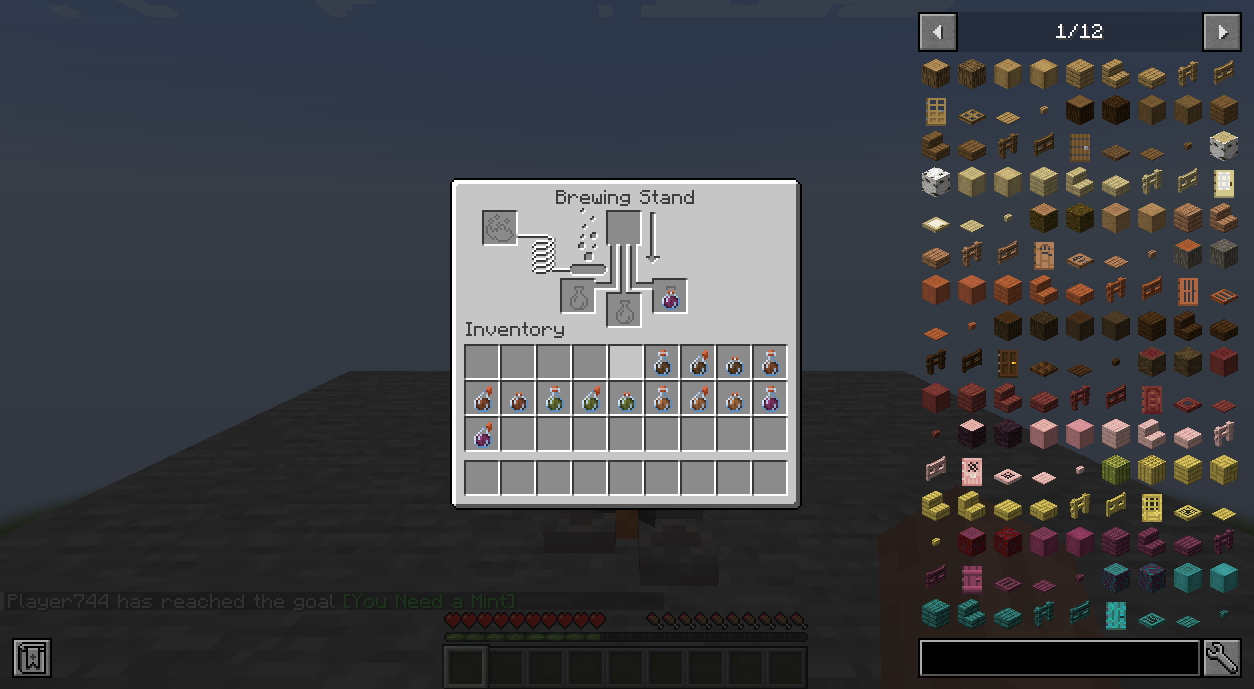 1/12
Brewing Stand
Inventory
Player744 has reached the goal [You Need a Mint]